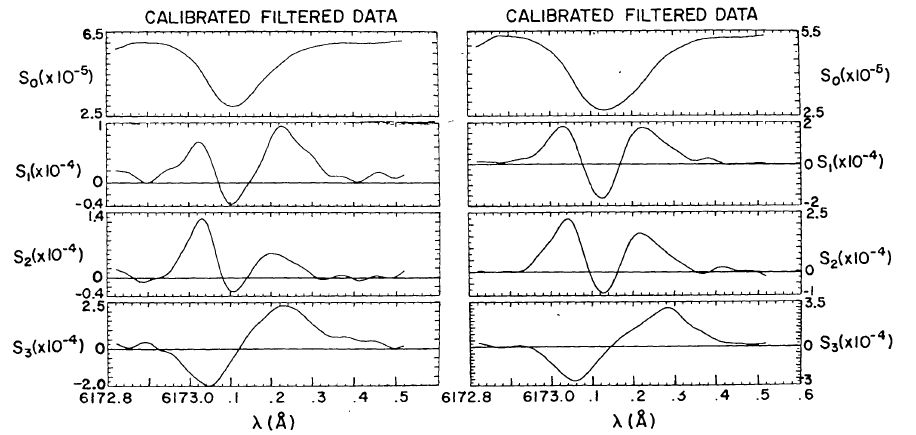 CALIBRATED FILTERED DATA
6.5
S₀(x10⁻⁵)
2.5
1
S₁(x10⁻⁴)
0
-0.4
1.4
S₂(x10⁻⁴)
0
-0.4
2.5
S₃(x10⁻⁴)
0
-2.0
6172.8 6173.0 .1 .2 .3 .4 .5
λ(Å)
CALIBRATED FILTERED DATA
5.5
S₀(x10⁻⁵)
2.5
2
0 S₁(x10⁻⁴)
-2
2.5
S₂(x10⁻⁴)
0
-1
3.5
0 S₃(x10⁻⁴)
-3
6172.8 6173.0 .1 .2 .3 .4 .5 .6
λ(Å)